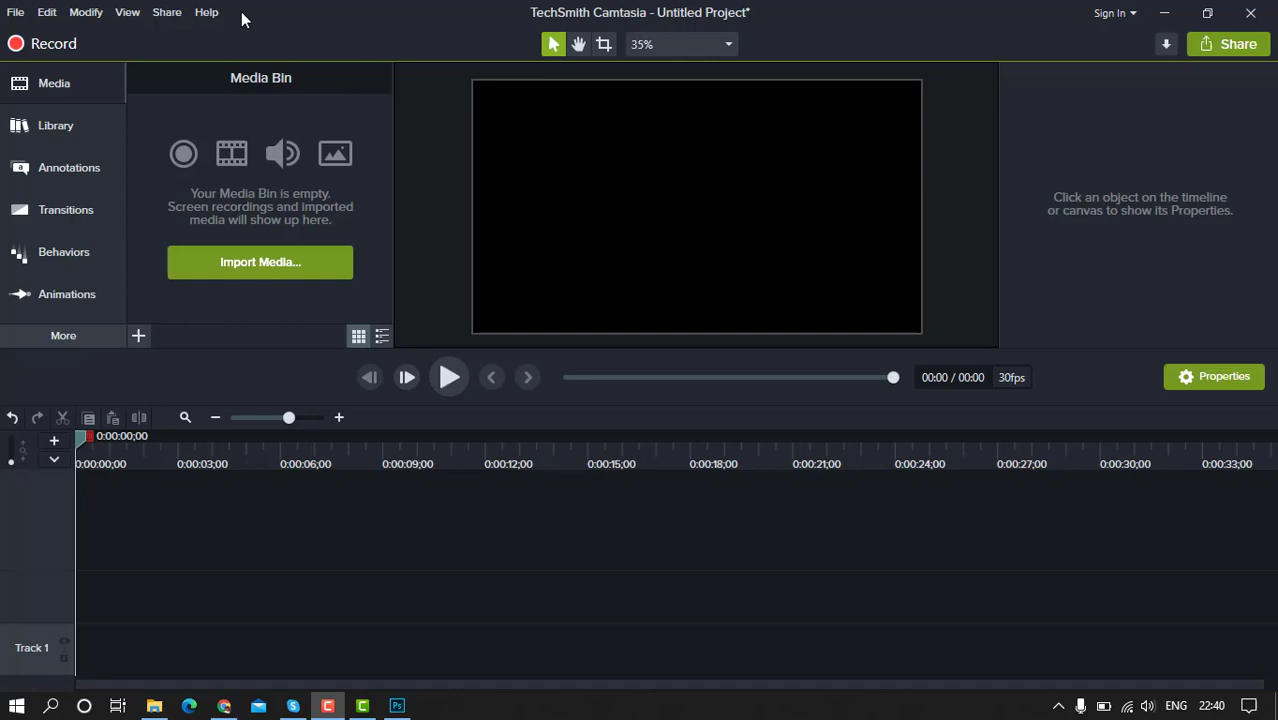 File Edit Modify View Share Help
TechSmith Camtasia - Untitled Project*
Sign In
Record
35%
Share
Media
Library
Annotations
Transitions
Behaviors
Animations
More
Media Bin
Your Media Bin is empty.
Screen recordings and imported
media will show up here.
Import Media...
Click an object on the timeline
or canvas to show its Properties.
00:00 / 00:00
30fps
Properties
0:00:00;00
0:00:00;00 0:00:03;00 0:00:06;00 0:00:09;00 0:00:12;00 0:00:15;00 0:00:18;00 0:00:21;00 0:00:24;00 0:00:27;00 0:00:30;00 0:00:33;00
Track 1
a
S
C
C
Ps
ENG
22:40